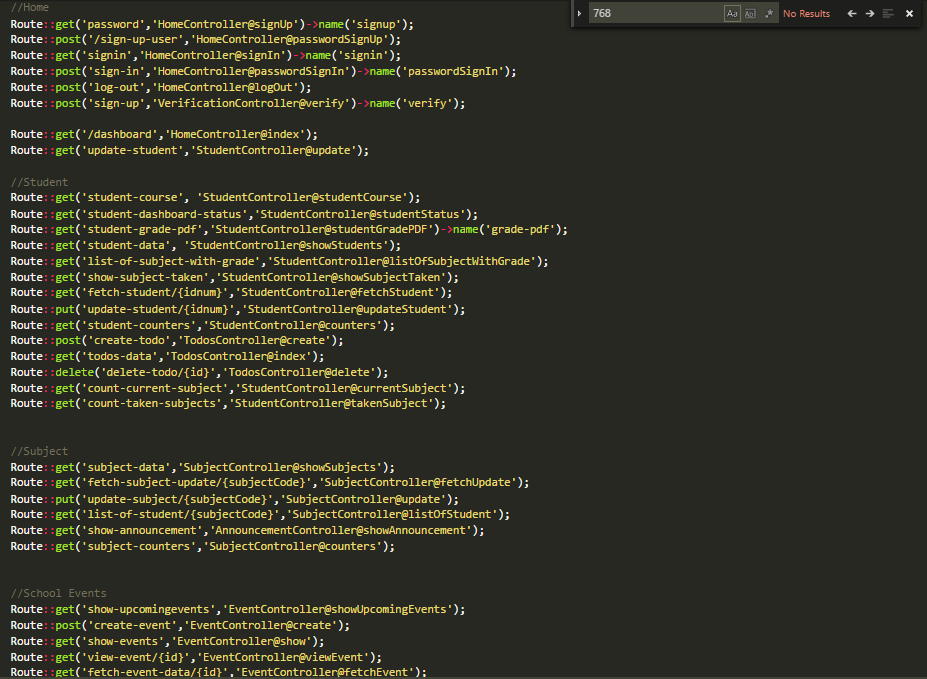 //Home
768
Aa
Ab
.*
No Results
Route::get('password','HomeController@signUp')->name('signup');
Route::post('/sign-up-user','HomeController@passwordSignUp');
Route::get('signin','HomeController@signIn')->name('signin');
Route::post('sign-in','HomeController@passwordSignIn')->name('passwordSignIn');
Route::post('log-out','HomeController@logOut');
Route::post('sign-up','VerificationController@verify')->name('verify');
Route::get('/dashboard','HomeController@index');
Route::get('update-student','StudentController@update');
//Student
Route::get('student-course', 'StudentController@studentCourse');
Route::get('student-dashboard-status','StudentController@studentStatus');
Route::get('student-grade-pdf','StudentController@studentGradePDF')->name('grade-pdf');
Route::get('student-data', 'StudentController@showStudents');
Route::get('list-of-subject-with-grade','StudentController@listOfSubjectWithGrade');
Route::get('show-subject-taken','StudentController@showSubjectTaken');
Route::get('fetch-student/{idnum}','StudentController@fetchStudent');
Route::put('update-student/{idnum}','StudentController@updateStudent');
Route::get('student-counters','StudentController@counters');
Route::post('create-todo','TodosController@create');
Route::get('todos-data','TodosController@index');
Route::delete('delete-todo/{id}','TodosController@delete');
Route::get('count-current-subject','StudentController@currentSubject');
Route::get('count-taken-subjects','StudentController@takenSubject');
//Subject
Route::get('subject-data','SubjectController@showSubjects');
Route::get('fetch-subject-update/{subjectCode}','SubjectController@fetchUpdate');
Route::put('update-subject/{subjectCode}','SubjectController@update');
Route::get('list-of-student/{subjectCode}','SubjectController@listOfStudent');
Route::get('show-announcement','AnnouncementController@showAnnouncement');
Route::get('subject-counters','SubjectController@counters');
//School Events
Route::get('show-upcomingevents','EventController@showUpcomingEvents');
Route::post('create-event','EventController@create');
Route::get('show-events','EventController@show');
Route::get('view-event/{id}','EventController@viewEvent');
Route::get('fetch-event-data/{id}','EventController@fetchEvent');